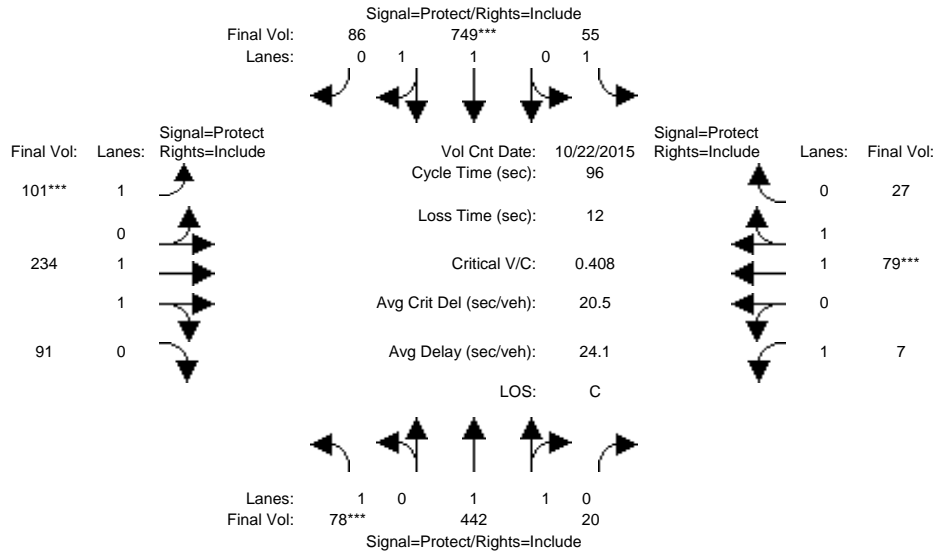 Signal=Protect/Rights=Include
Final Vol: 86 749*** 55
Lanes: 0 1 1 0 1
Signal=Protect Signal=Protect
Final Vol: Lanes: Rights=Include Vol Cnt Date: 10/22/2015 Rights=Include Lanes: Final Vol:
Cycle Time (sec): 96
101*** 1 0 27
Loss Time (sec): 12
0 1
234 1 Critical V/C: 0.408 1 79***
1 Avg Crit Del (sec/veh): 20.5 0
91 0 Avg Delay (sec/veh): 24.1 1 7
LOS: C
Lanes: 1 0 1 1 0
Final Vol: 78*** 442 20
Signal=Protect/Rights=Include